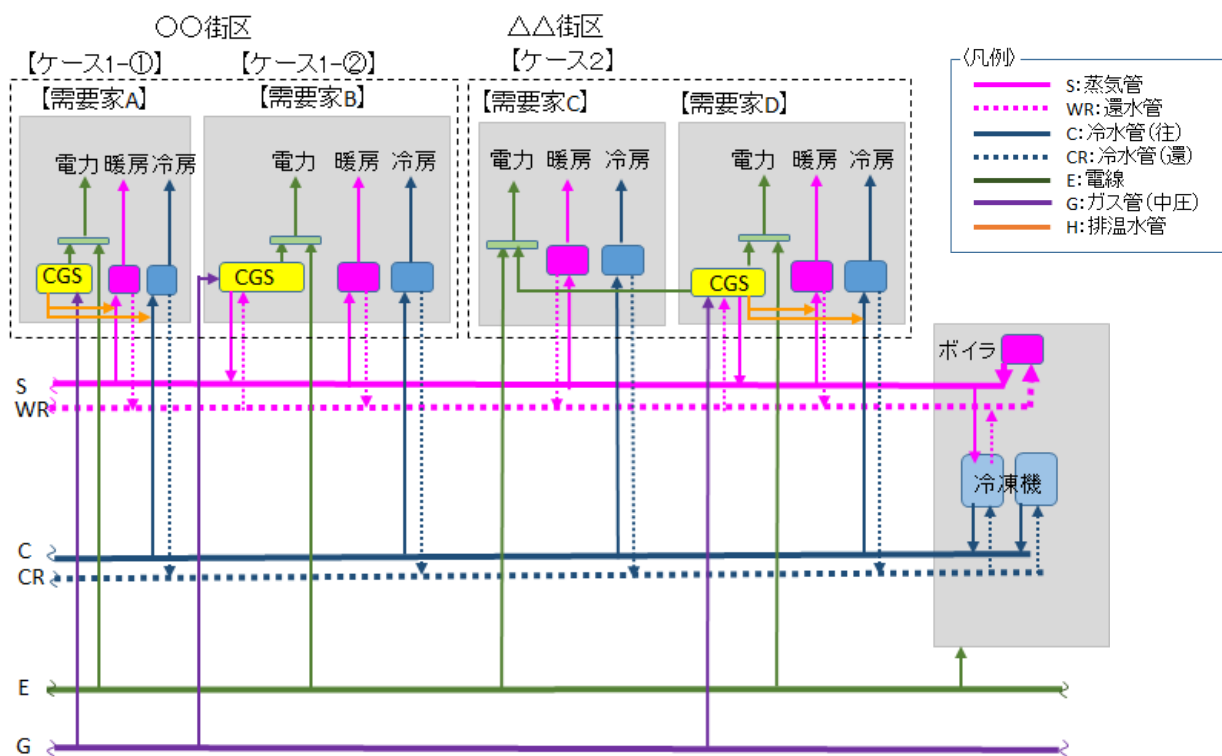 〇〇街区 △△街区
【ケース1-①】 【ケース1-②】 【ケース2】
【需要家A】 【需要家B】 【需要家C】 【需要家D】
電力 暖房 冷房 電力 暖房 冷房 電力 暖房 冷房 電力 暖房 冷房
CGS CGS CGS
〈凡例〉
S:蒸気管
WR:還水管
C:冷水管(往)
CR:冷水管(還)
E:電線
G:ガス管(中圧)
H:排温水管
ボイラ
S
WR
冷凍機
C
CR
E
G